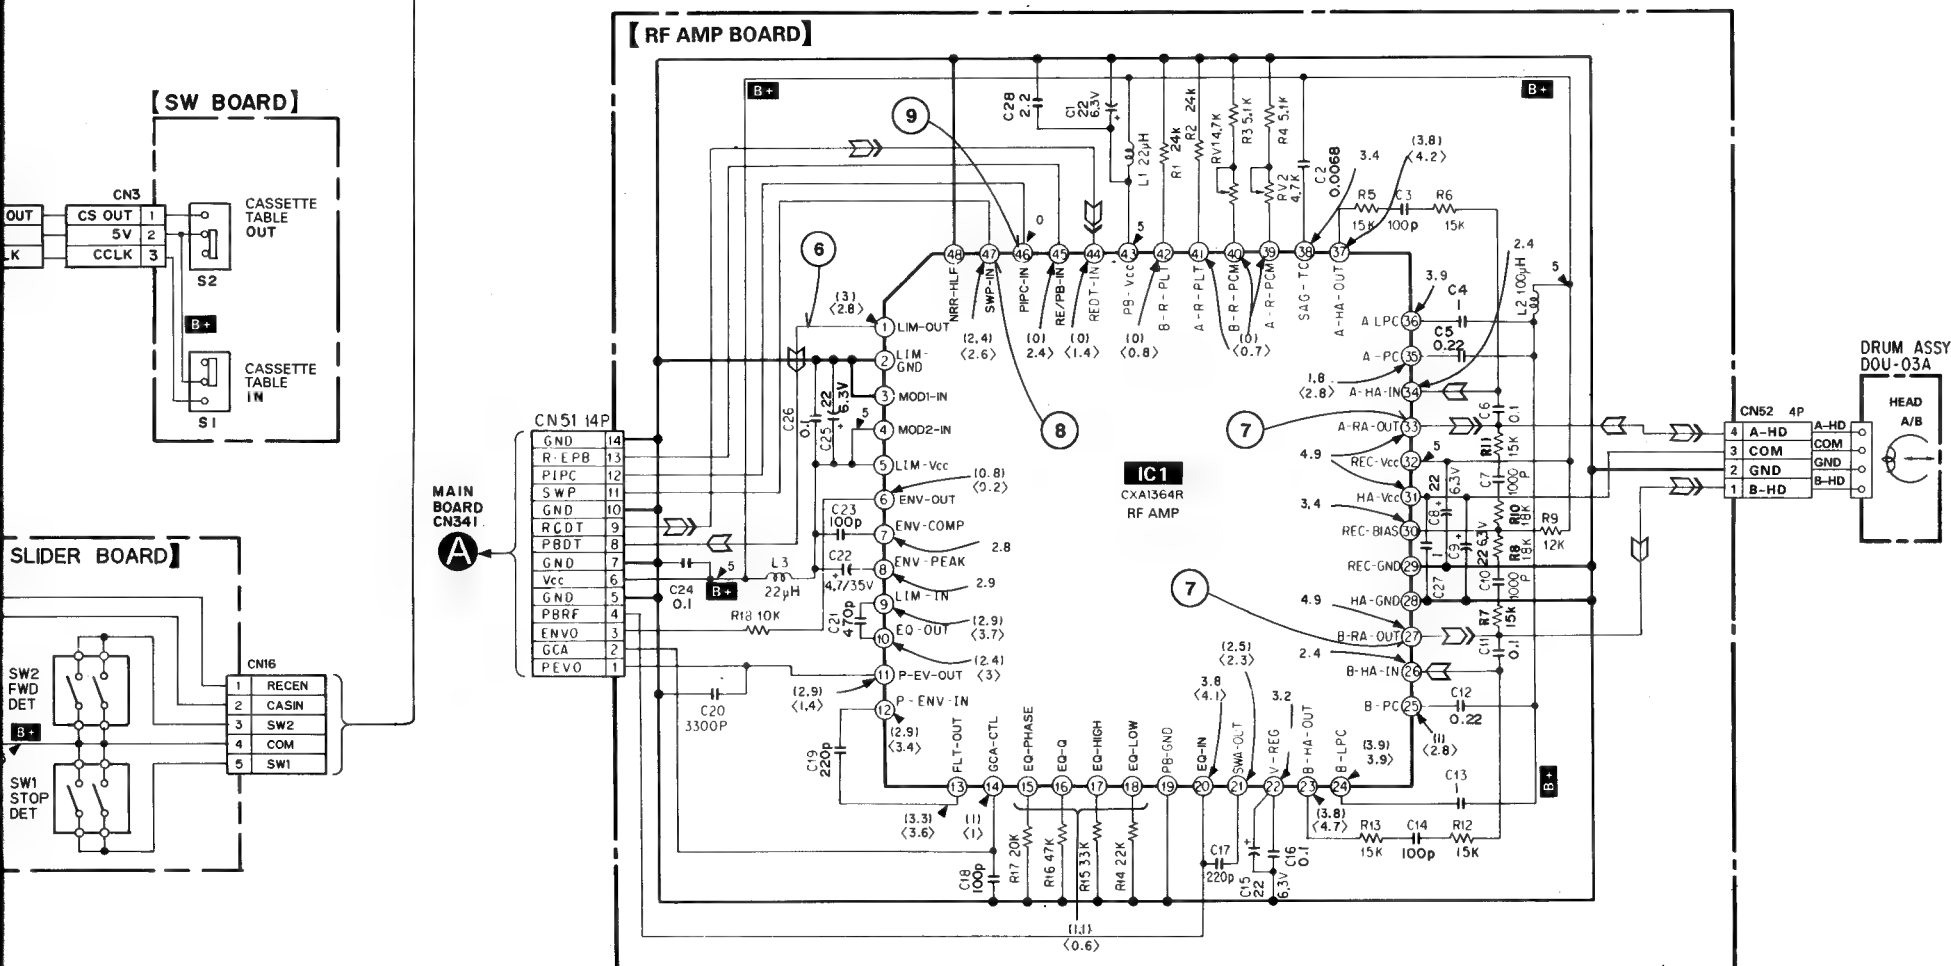 【SW BOARD】
CN3
OUT
CS OUT 1
5V 2
LK
CCLK 3
CASSETTE
TABLE
OUT
S2
B+
CASSETTE
TABLE
IN
S1
SLIDER BOARD】
SW2
FWD
DET
B+
SW1
STOP
DET
CN16
1 RECEN
2 CASIN
3 SW2
4 COM
5 SW1
MAIN
BOARD
CN341
A
CN51 14P
GND 14
R-EPB 13
PIPC 12
SWP 11
GND 10
RCDT 9
PBDT 8
GND 7
Vcc 6
GND 5
PBRF 4
ENVO 3
GCA 2
PEVO 1
【RF AMP BOARD】
B+
B+
9
6
8
7
7
C28
2.2
C1
22
6.3V
L1 22μH
R1 24k
R2 24k
RV1 4.7K
R3 5.1K
RV2
4.7K
R4 5.1K
C2
0.0068
3.4
(3.8)
〈4.2〉
R5
15K
C3
100p
R6
15K
2.4
L2 100μH
5
0
5
48 NRR-HLF
47 SWP-IN
46 PIPC-IN
45 RE/PB-IN
44 REDT-IN
43 PB-Vcc
42 B-R-PLT
41 A-R-PLT
40 B-R-PCM
39 A-R-PCM
38 SAG-TC
37 A-HA-OUT
(2.4)
〈2.6〉
(0)
2.4〉
(0)
〈1.4〉
(0)
〈0.8〉
(0)
〈0.7〉
(3)
〈2.8〉
1 LIM-OUT
2 LIM-
GND
3 MOD1-IN
4 MOD2-IN
5 LIM-Vcc
6 ENV-OUT
7 ENV-COMP
8 ENV-PEAK
9 LIM-IN
10 EQ-OUT
11 P-EV-OUT
12 P-ENV-IN
C26
0.1
C25 22
6.3V
5
(0.8)
〈0.2〉
C23
100p
2.8
C22
4.7/35V
2.9
C21
470p
(2.9)
〈3.7〉
(2.4)
〈3〉
C24
0.1
5
B+
L3
22μH
R18 10K
C20
3300P
(2.9)
〈1.4〉
(2.9)
〈3.4〉
C19
220p
IC1
CXA1364R
RF AMP
A LPC 36
A-PC 35
A-HA-IN 34
A-RA-OUT 33
REC-Vcc 32
HA-Vcc 31
REC-BIAS 30
REC-GND 29
HA-GND 28
B-RA-OUT 27
B-HA-IN 26
B-PC 25
3.9
C4
1
C5
0.22
1.8
〈2.8〉
C6
0.1
4.9
5
3.4
4.9
2.4
R11
15K
C7
1000
P
R10
18K
R9
12K
R8
18K
C10
1000
P
R7
15k
C11
0.1
C8
22
6.3V
C27
1
C9
22 6.3V
C12
0.22
(1)
〈2.8〉
(3.9)
3.9〉
C13
1
B+
13 FLT-OUT
14 GCA-CTL
15 EQ-PHASE
16 EQ-Q
17 EQ-HIGH
18 EQ-LOW
19 PB-GND
20 EQ-IN
21 SWA-OUT
22 V-REG
23 B-HA-OUT
24 B-LPC
3.8
〈4.1〉
(2.5)
〈2.3〉
3.2
(3.3)
〈3.6〉
(1)
〈1〉
(3.8)
〈4.7〉
C18
100p
R17 20K
R16 47K
R15 33K
R14 22K
(1.1)
〈0.6〉
C17
220p
C15
22
6.3V
C16
0.1
R13
15K
C14
100p
R12
15K
CN52 4P
4 A-HD
3 COM
2 GND
1 B-HD
A-HD
COM
GND
B-HD
DRUM ASSY
DOU-03A
HEAD
A/B